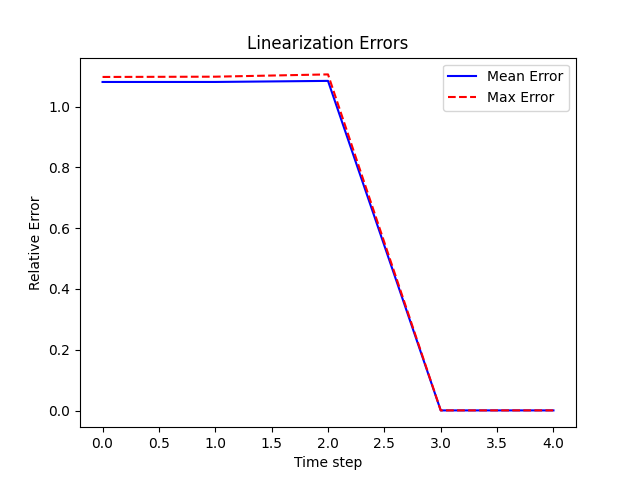 Linearization Errors
Mean Error
Max Error
Relative Error
1.0
0.8
0.6
0.4
0.2
0.0
0.0 0.5 1.0 1.5 2.0 2.5 3.0 3.5 4.0
Time step